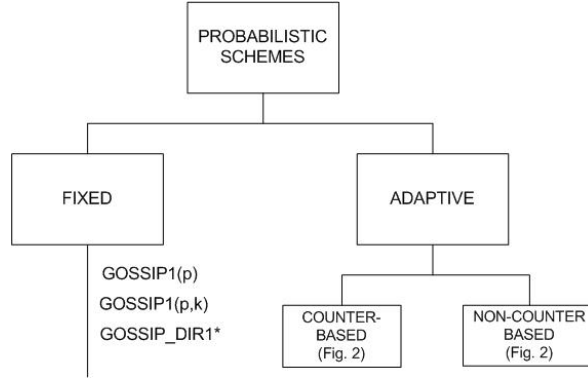 PROBABILISTIC
SCHEMES
FIXED
ADAPTIVE
GOSSIP1(p)
GOSSIP1(p,k)
GOSSIP_DIR1*
COUNTER-
BASED
(Fig. 2)
NON-COUNTER
BASED
(Fig. 2)